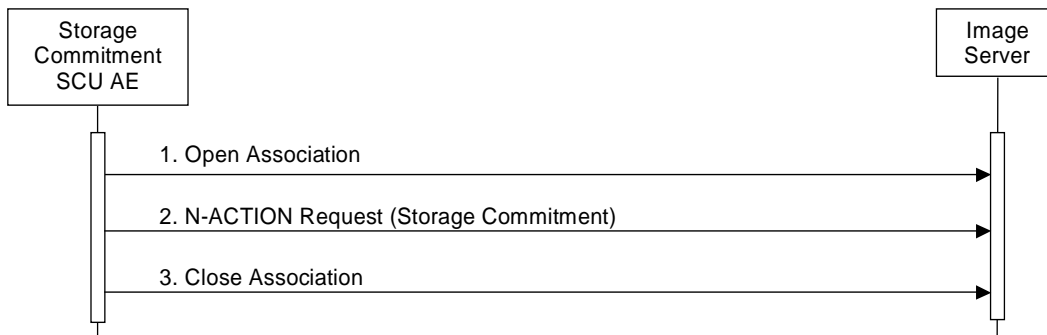 Storage
Commitment
SCU AE
Image
Server
1. Open Association
2. N-ACTION Request (Storage Commitment)
3. Close Association